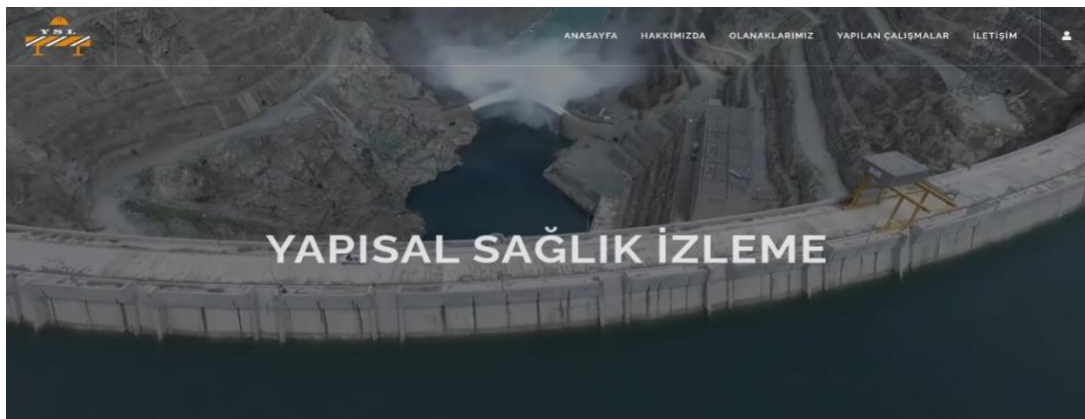 YSL
ANASAYFA HAKKIMIZDA OLANAKLARIMIZ YAPILAN ÇALIŞMALAR İLETİŞİM
YAPISAL SAĞLIK İZLEME